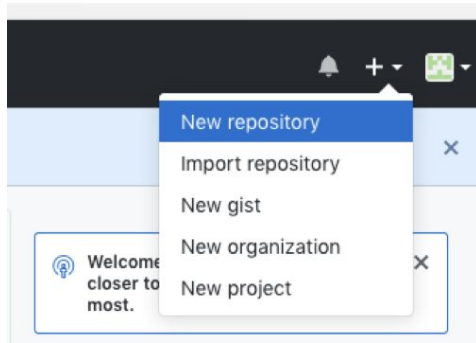 New repository
Import repository
New gist
New organization
New project
Welcome
closer to
most.